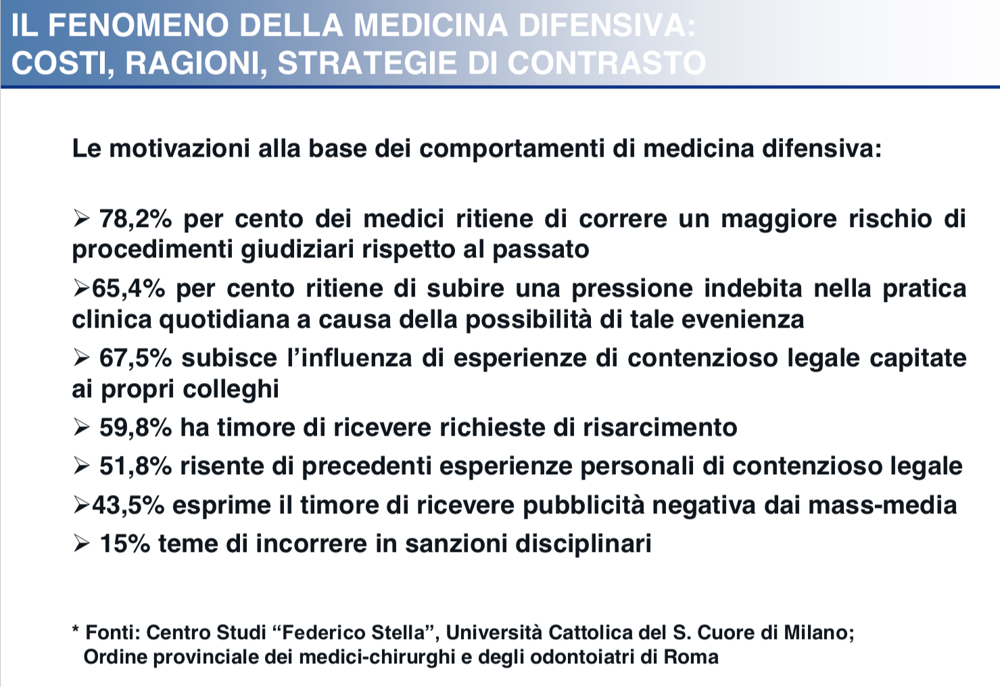 IL FENOMENO DELLA MEDICINA DIFENSIVA:
COSTI, RAGIONI, STRATEGIE DI CONTRASTO
Le motivazioni alla base dei comportamenti di medicina difensiva:
➢ 78,2% per cento dei medici ritiene di correre un maggiore rischio di
procedimenti giudiziari rispetto al passato
➢65,4% per cento ritiene di subire una pressione indebita nella pratica
clinica quotidiana a causa della possibilità di tale evenienza
➢ 67,5% subisce l’influenza di esperienze di contenzioso legale capitate
ai propri colleghi
➢ 59,8% ha timore di ricevere richieste di risarcimento
➢ 51,8% risente di precedenti esperienze personali di contenzioso legale
➢43,5% esprime il timore di ricevere pubblicità negativa dai mass-media
➢ 15% teme di incorrere in sanzioni disciplinari
* Fonti: Centro Studi “Federico Stella”, Università Cattolica del S. Cuore di Milano;
Ordine provinciale dei medici-chirurghi e degli odontoiatri di Roma